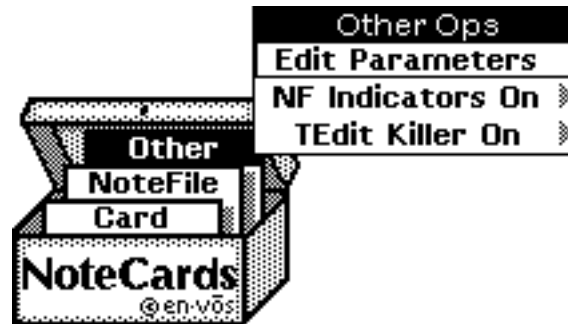 Other Ops
Edit Parameters
NF Indicators On
TEdit Killer On
Other
NoteFile
Card
NoteCards
© en·vōs